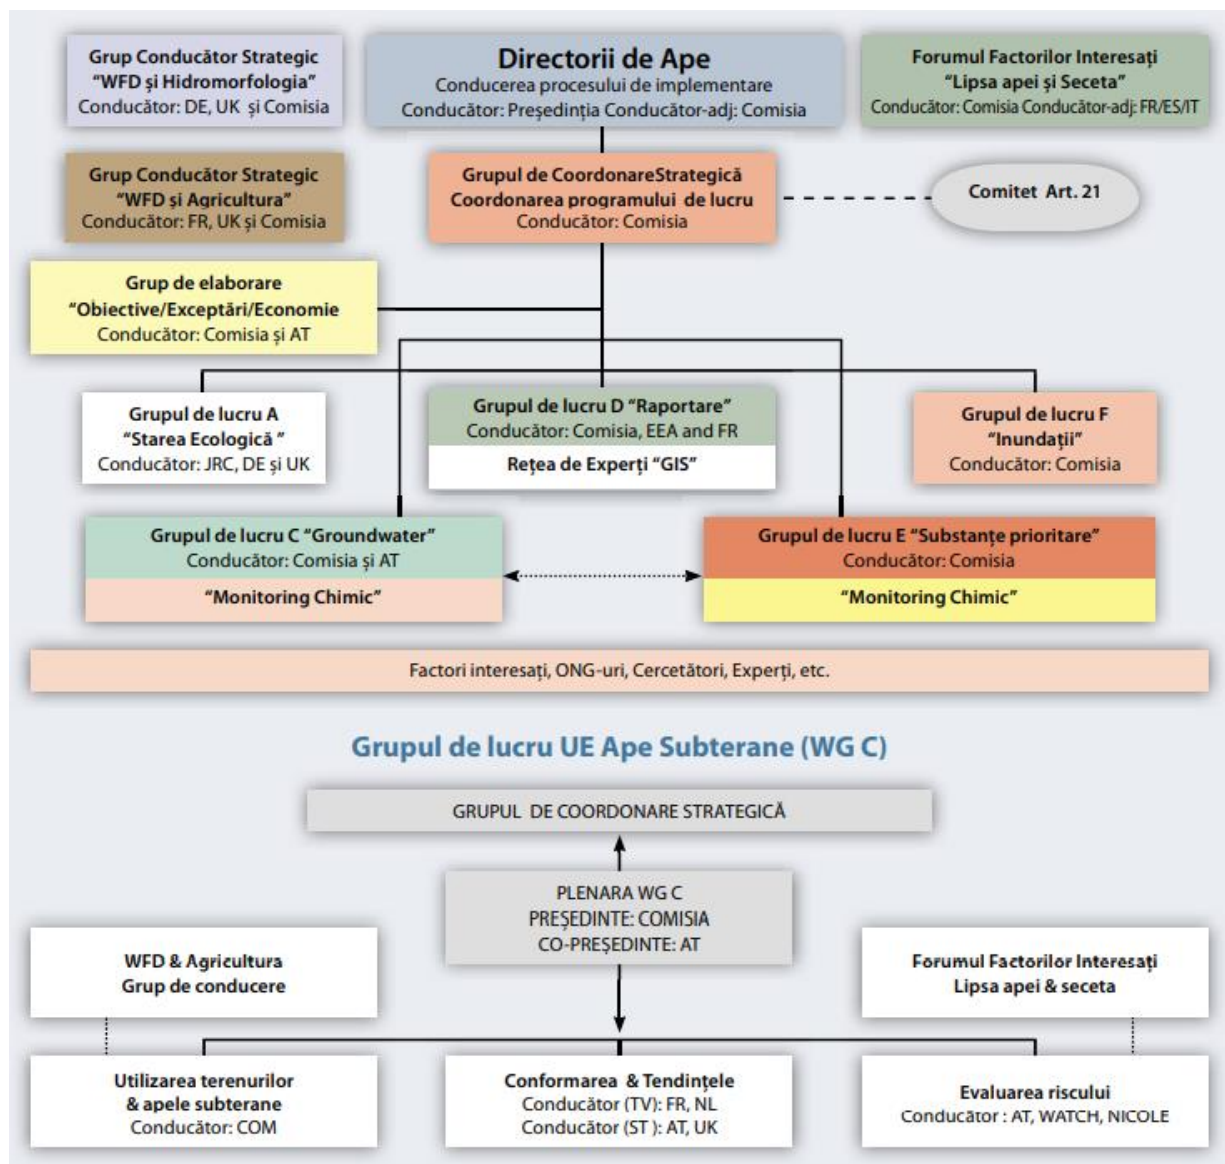 Grup Conducător Strategic
“WFD și Hidromorfologia”
Conducător: DE, UK și Comisia
Directorii de Ape
Conducerea procesului de implementare
Conducător: Președinția Conducător-adj: Comisia
Forumul Factorilor Interesați
“Lipsa apei și Seceta”
Conducător: Comisia Conducător-adj: FR/ES/IT
Grup Conducător Strategic
“WFD și Agricultura”
Conducător: FR, UK și Comisia
Grupul de CoordonareStrategică
Coordonarea programului de lucru
Conducător: Comisia
Comitet Art. 21
Grup de elaborare
“Obiective/Exceptări/Economie
Conducător: Comisia și AT
Grupul de lucru A
“Starea Ecologică ”
Conducător: JRC, DE și UK
Grupul de lucru D “Raportare”
Conducător: Comisia, EEA and FR
Rețea de Experți “GIS”
Grupul de lucru F
“Inundații”
Conducător: Comisia
Grupul de lucru C “Groundwater”
Conducător: Comisia și AT
“Monitoring Chimic”
Grupul de lucru E “Substanțe prioritare”
Conducător: Comisia
“Monitoring Chimic”
Factori interesați, ONG-uri, Cercetători, Experți, etc.
Grupul de lucru UE Ape Subterane (WG C)
GRUPUL DE COORDONARE STRATEGICĂ
PLENARA WG C
PREȘEDINTE: COMISIA
CO-PREȘEDINTE: AT
WFD & Agricultura
Grup de conducere
Forumul Factorilor Interesați
Lipsa apei & seceta
Utilizarea terenurilor
& apele subterane
Conducător: COM
Conformarea & Tendințele
Conducător (TV): FR, NL
Conducător (ST ): AT, UK
Evaluarea riscului
Conducător : AT, WATCH, NICOLE